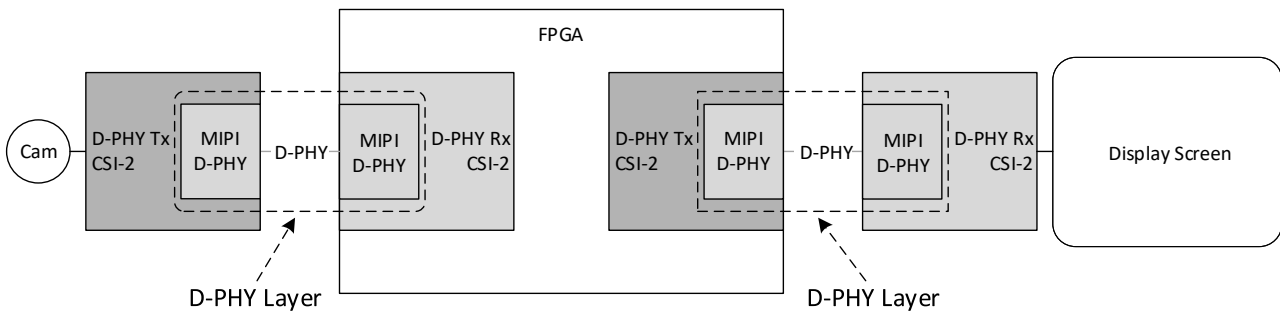 FPGA
Cam
D-PHY Tx
CSI-2
MIPI
D-PHY
D-PHY
MIPI
D-PHY
D-PHY Rx
CSI-2
D-PHY Tx
CSI-2
MIPI
D-PHY
D-PHY
MIPI
D-PHY
D-PHY Rx
CSI-2
Display Screen
D-PHY Layer
D-PHY Layer